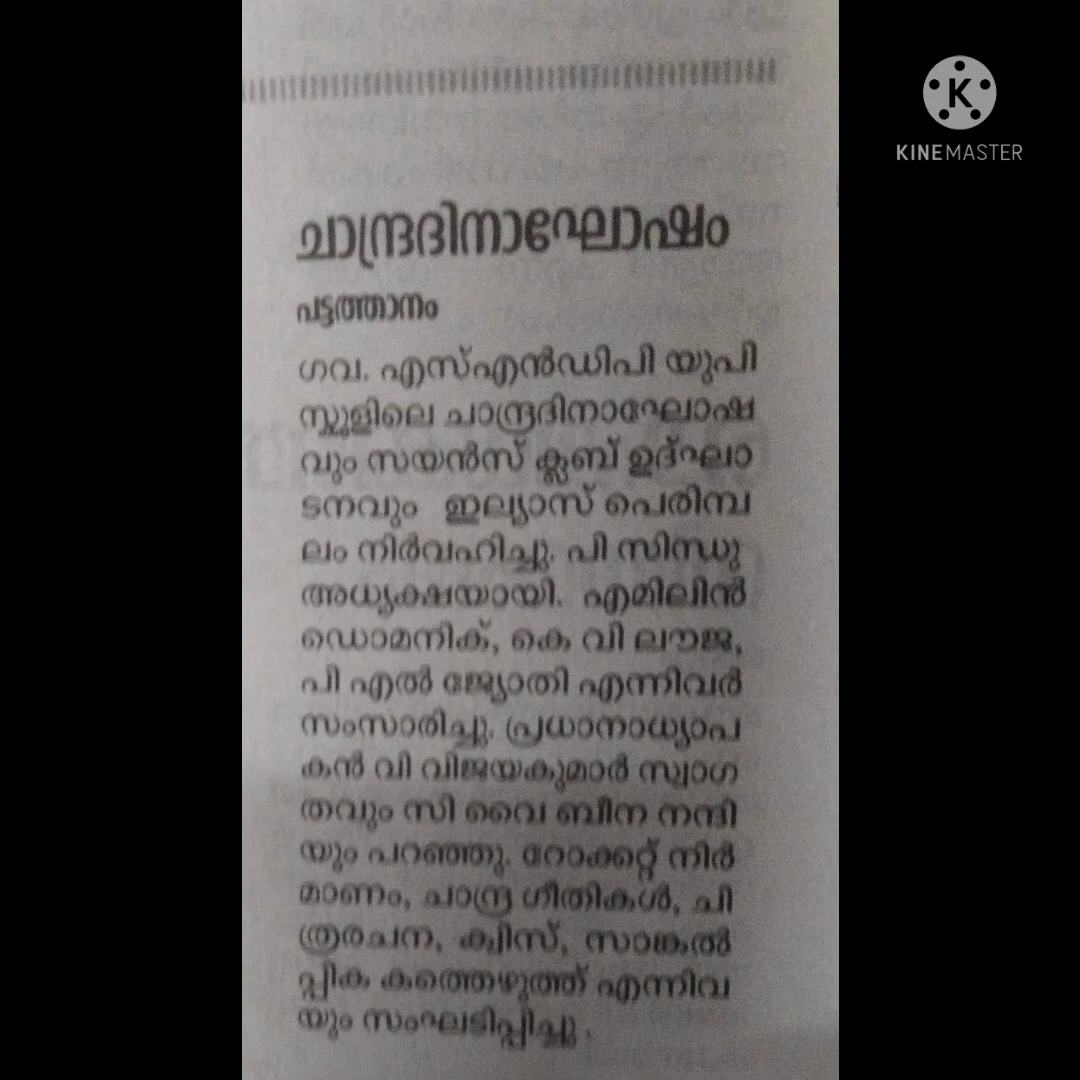 K
KINEMASTER
ചാന്ദ്രദിനാഘോഷം
പട്ടത്താനം
ഗവ. എസ്എൻഡിപി യുപി
സ്കൂളിലെ ചാന്ദ്രദിനാഘോഷ
വും സയൻസ് ക്ലബ് ഉദ്ഘാ
ടനവും ഇല്യാസ് പെരിമ്പ
ലം നിർവഹിച്ചു. പി സിന്ധു
അധ്യക്ഷയായി. എമിലിൻ
ഡൊമനിക്, കെ വി ലൗജ,
പി എൽ ജ്യോതി എന്നിവർ
സംസാരിച്ചു. പ്രധാനാധ്യാപ
കൻ വി വിജയകുമാർ സ്വാഗ
തവും സി വൈ ബീന നന്ദി
യും പറഞ്ഞു. റോക്കറ്റ് നിർ
മാണം, ചാന്ദ്ര ഗീതികൾ, ചി
ത്രരചന, ക്വിസ്, സാങ്കൽ
പ്പിക കത്തെഴുത്ത് എന്നിവ
യും സംഘടിപ്പിച്ചു.